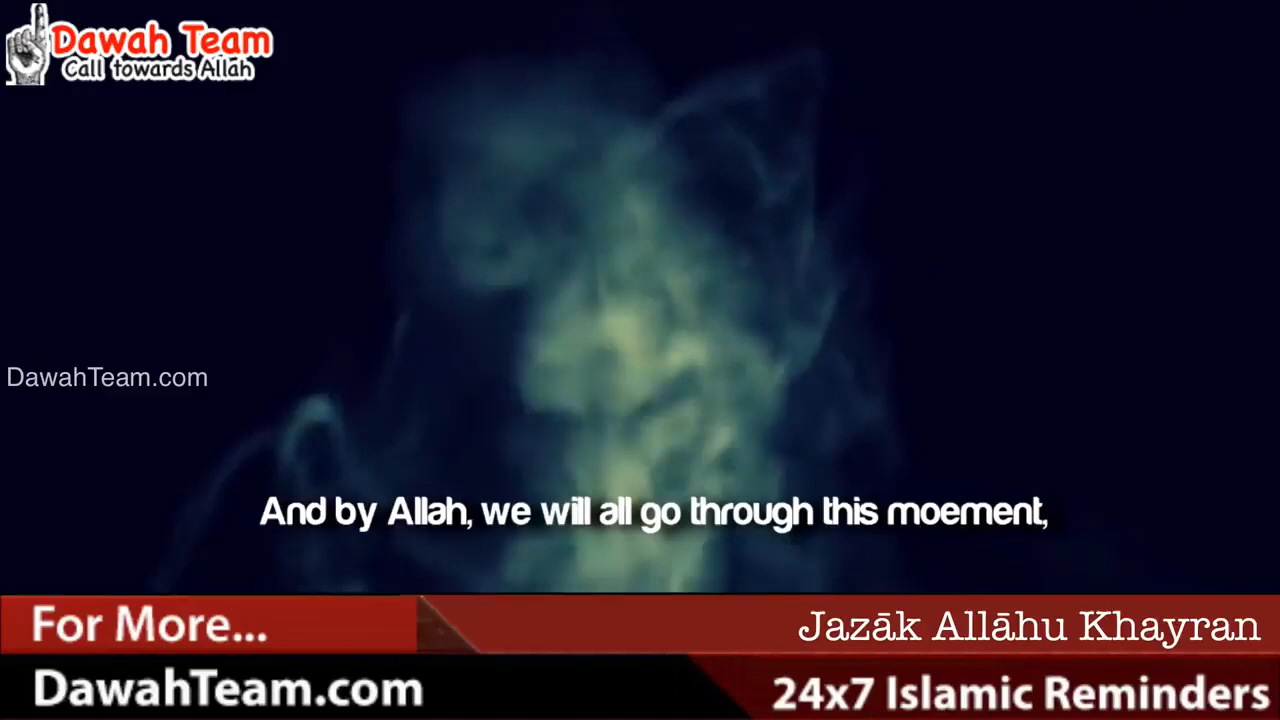 Dawah Team
Call towards Allah
DawahTeam.com
And by Allah, we will all go through this moement,
For More...
Jazāk Allāhu Khayran
DawahTeam.com
24x7 Islamic Reminders